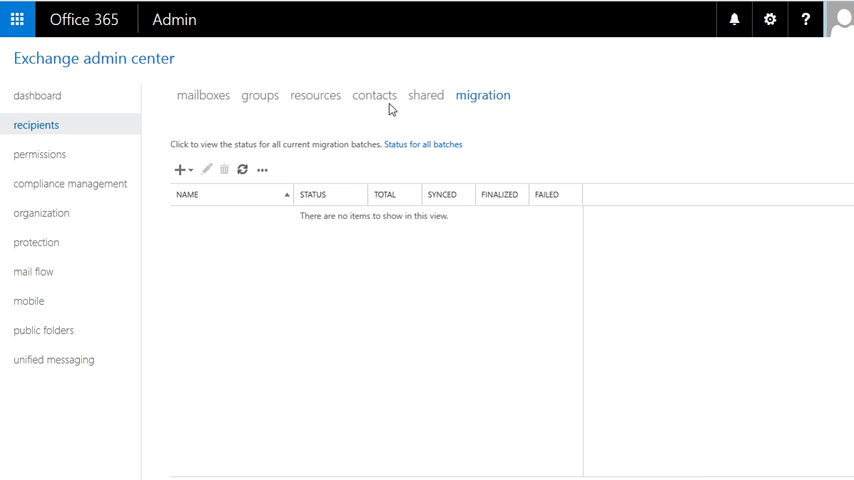 Office 365 Admin ?
Exchange admin center
dashboard
recipients
permissions
compliance management
organization
protection
mail flow
mobile
public folders
unified messaging
mailboxes groups resources contacts shared migration
Click to view the status for all current migration batches. Status for all batches
NAME STATUS TOTAL SYNCED FINALIZED FAILED
There are no items to show in this view.